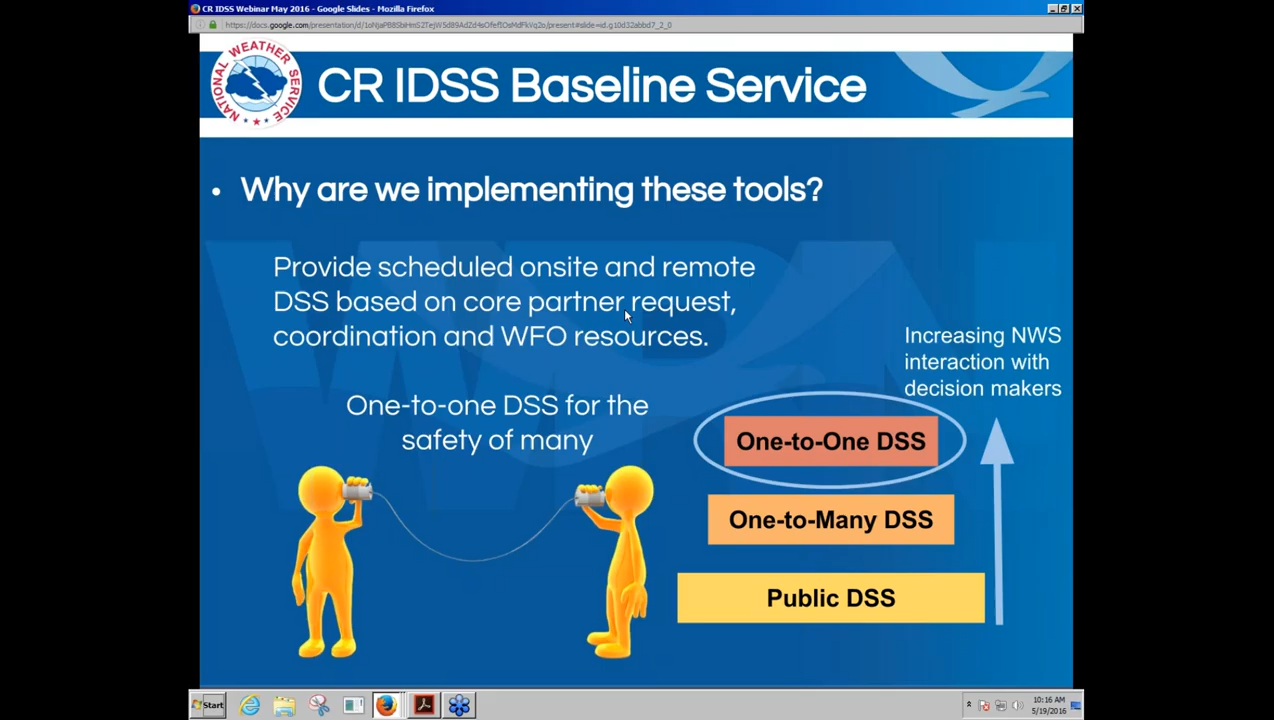 CR IDSS Webinar May 2016 - Google Slides - Mozilla Firefox
NATIONAL WEATHER SERVICE
CR IDSS Baseline Service
• Why are we implementing these tools?
Provide scheduled onsite and remote
DSS based on core partner request,
coordination and WFO resources.
Increasing NWS
interaction with
decision makers
One-to-one DSS for the
safety of many
One-to-One DSS
One-to-Many DSS
Public DSS
Start
10:16 AM
5/19/2016